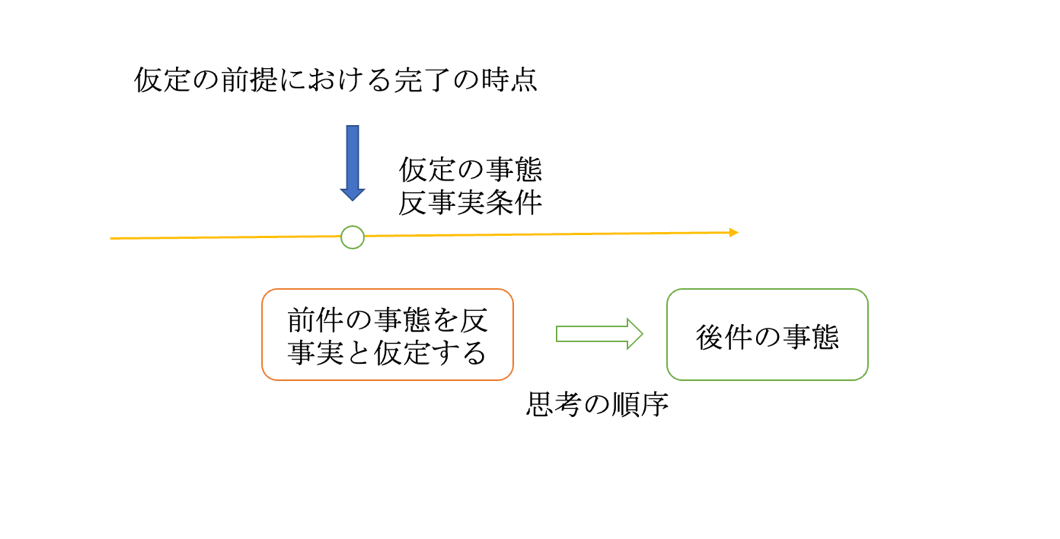 仮定の前提における完了の時点
仮定の事態
反事実条件
前件の事態を反
事実と仮定する
後件の事態
思考の順序